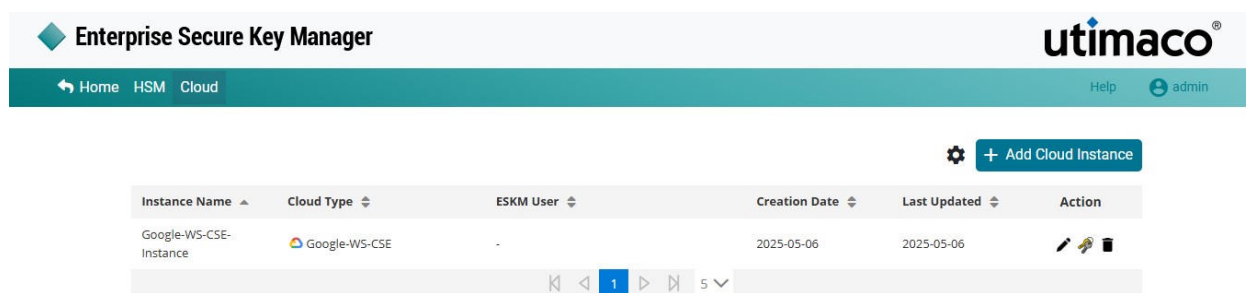 Enterprise Secure Key Manager
utimaco®
Home HSM Cloud Help admin
+ Add Cloud Instance
Instance Name Cloud Type ESKM User Creation Date Last Updated Action
Google-WS-CSE-
Instance
Google-WS-CSE - 2025-05-06 2025-05-06
1 5